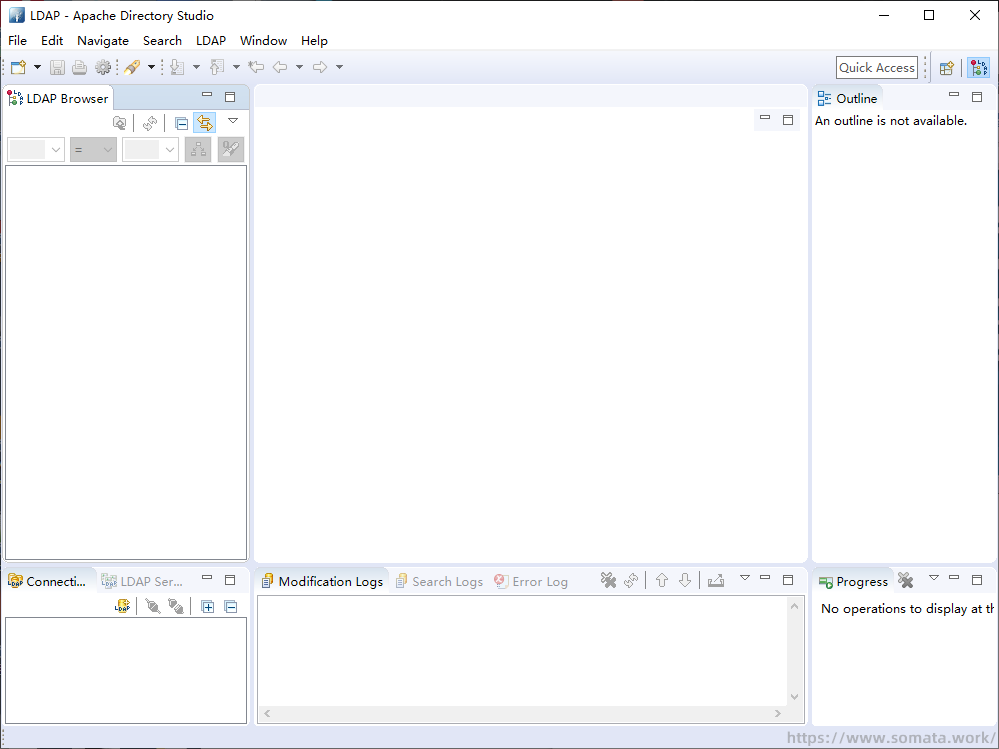 LDAP - Apache Directory Studio
File Edit Navigate Search LDAP Window Help
Quick Access
LDAP Browser
Outline
An outline is not available.
=
Connecti...
LDAP Ser...
Modification Logs
Search Logs
Error Log
Progress
No operations to display at th
https://www.somata.work/